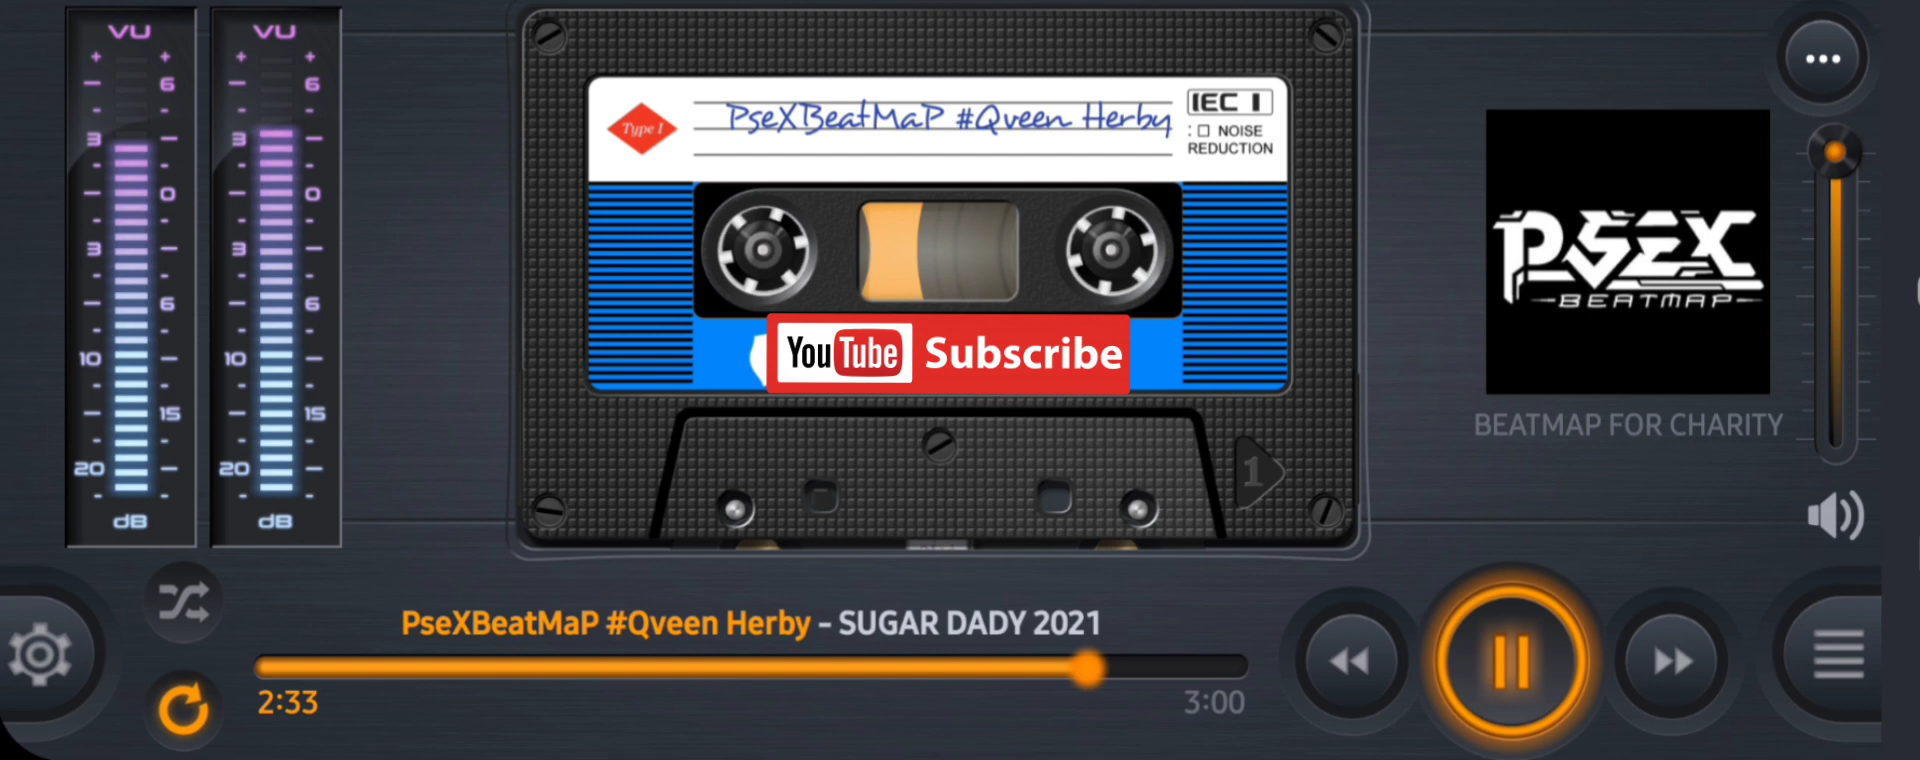 VU
+ +
6
3
0
3
6
10
15
20
dB
VU
+ +
6
3
0
3
6
10
15
20
dB
Type I
PseXBeatMaP #Qveen Herby
IEC I
: □ NOISE
REDUCTION
YouTube Subscribe
1
PSEX
BEATMAP
BEATMAP FOR CHARITY
PseXBeatMaP #Qveen Herby - SUGAR DADY 2021
2:33
3:00